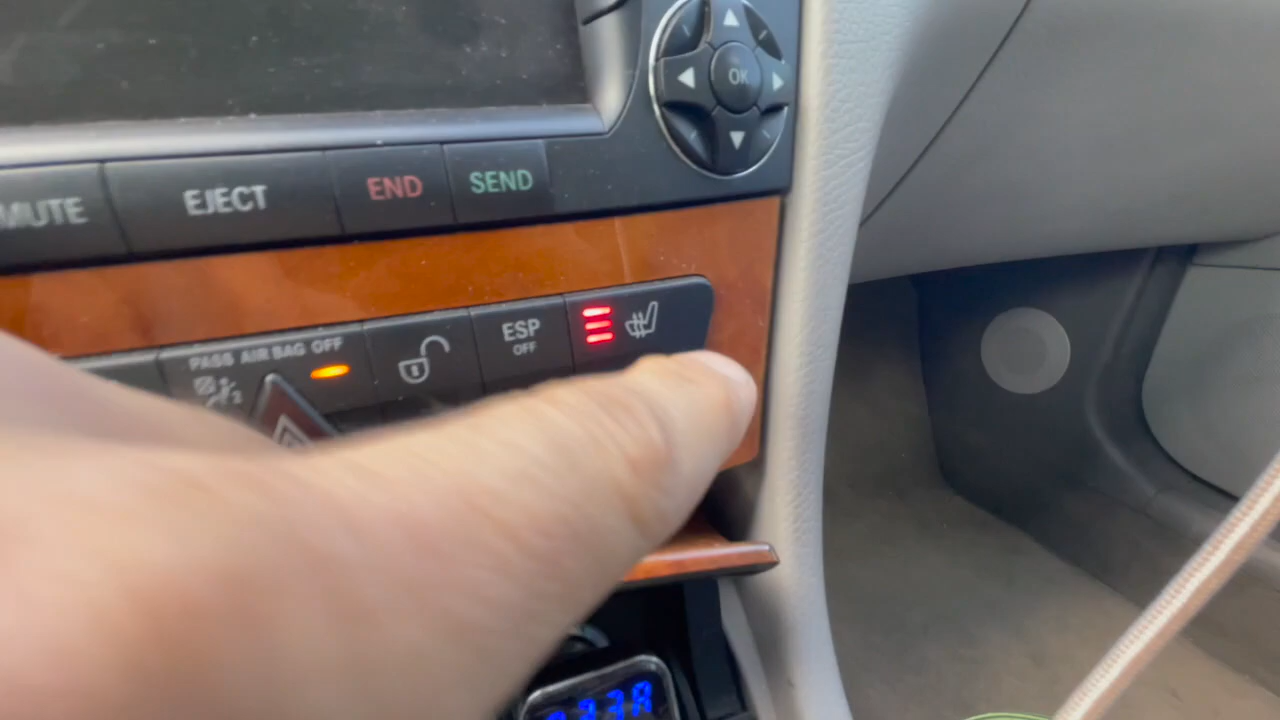 OK
MUTE
EJECT
END
SEND
PASS AIR BAG OFF
ESP
OFF